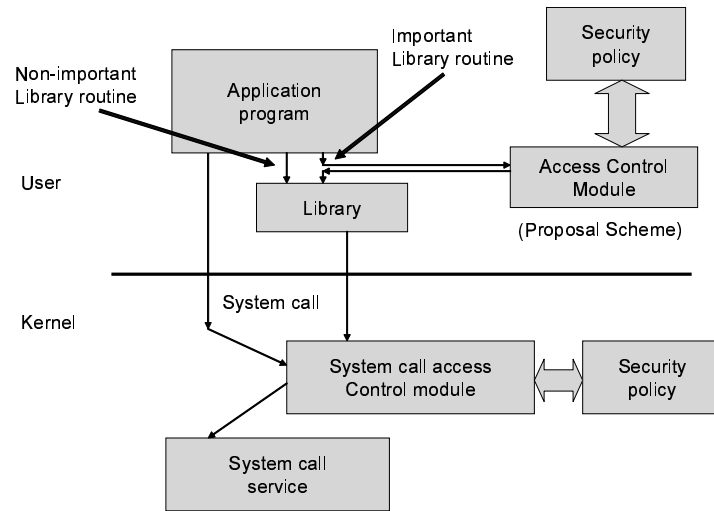 Non-important
Library routine
Application
program
Important
Library routine
Security
policy
User
Library
Access Control
Module
(Proposal Scheme)
Kernel
System call
System call access
Control module
Security
policy
System call
service